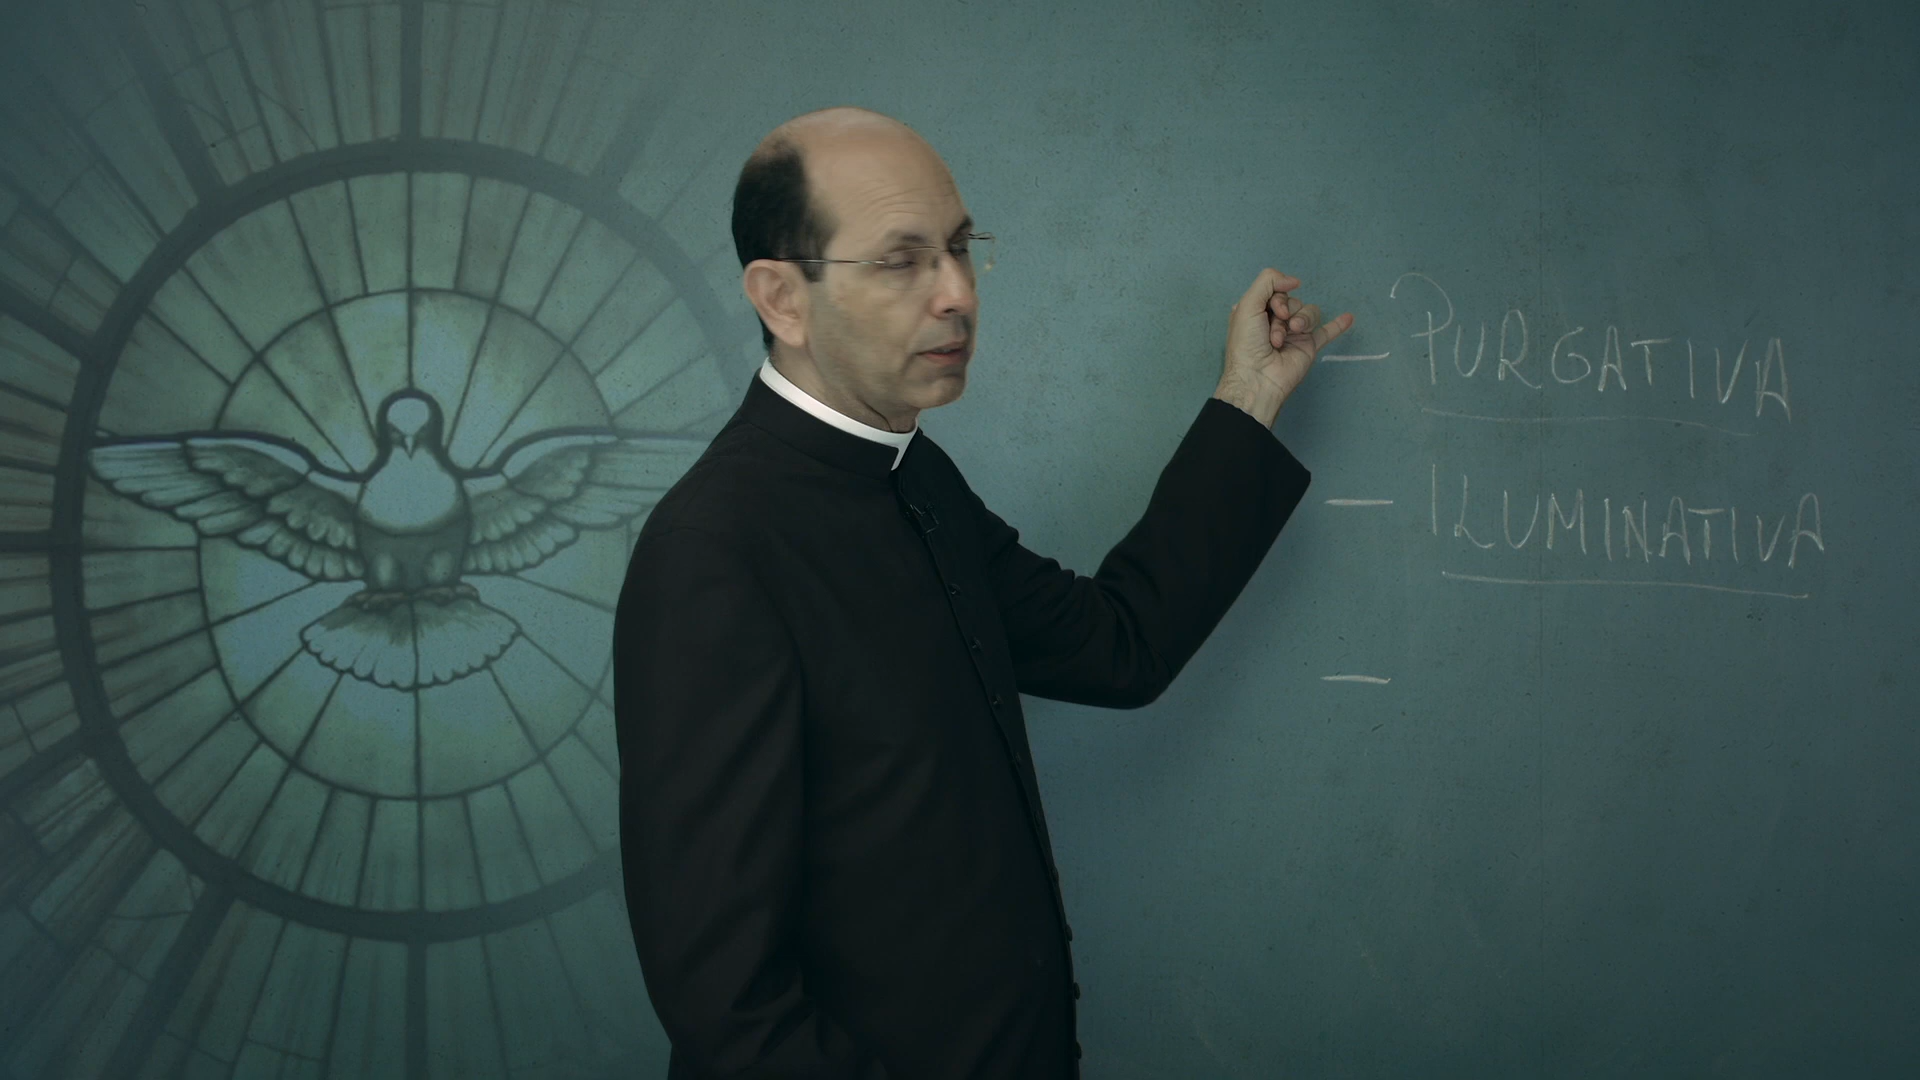 — PURGATIVA
— ILUMINATIVA
—